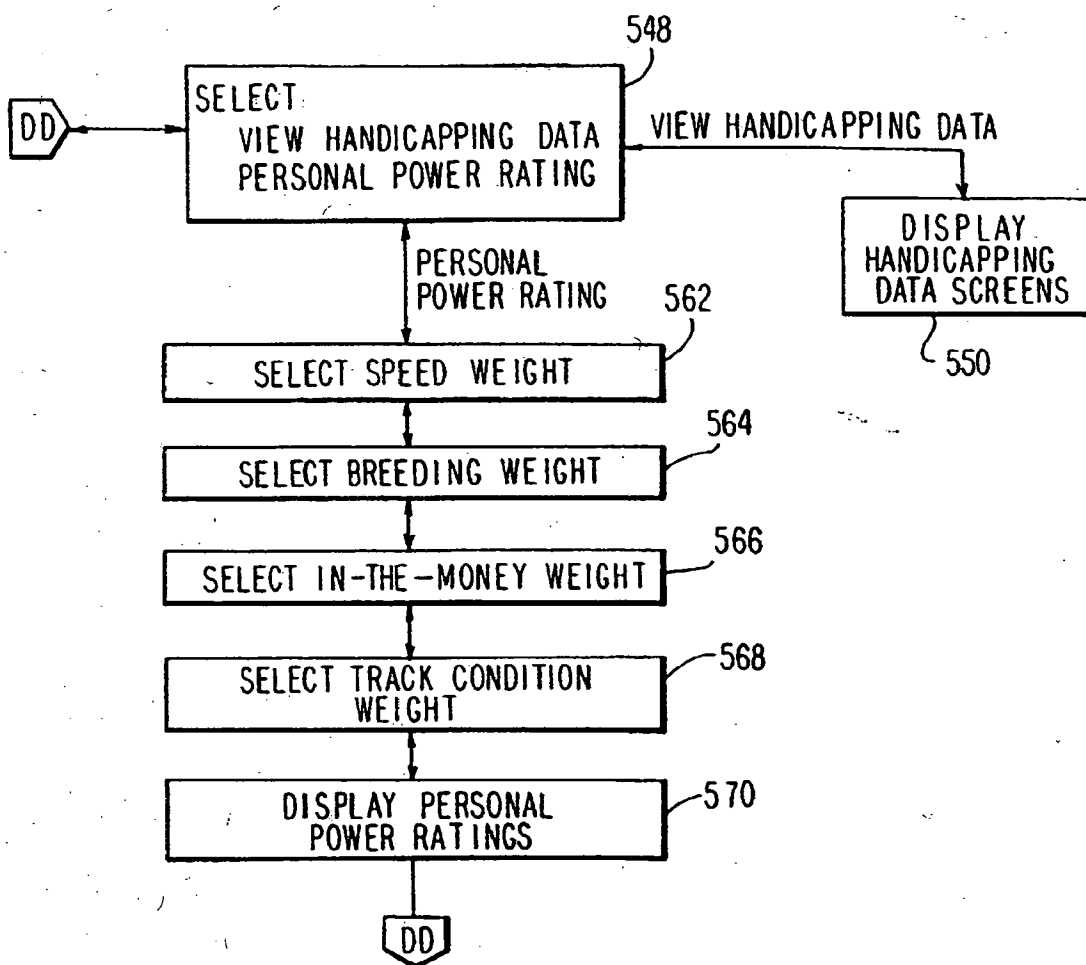 548
DD
SELECT
VIEW HANDICAPPING DATA
PERSONAL POWER RATING
VIEW HANDICAPPING DATA
DISPLAY
HANDICAPPING
DATA SCREENS
550
PERSONAL
POWER RATING
562
SELECT SPEED WEIGHT
564
SELECT BREEDING WEIGHT
566
SELECT IN-THE-MONEY WEIGHT
568
SELECT TRACK CONDITION
WEIGHT
570
DISPLAY PERSONAL
POWER RATINGS
DD